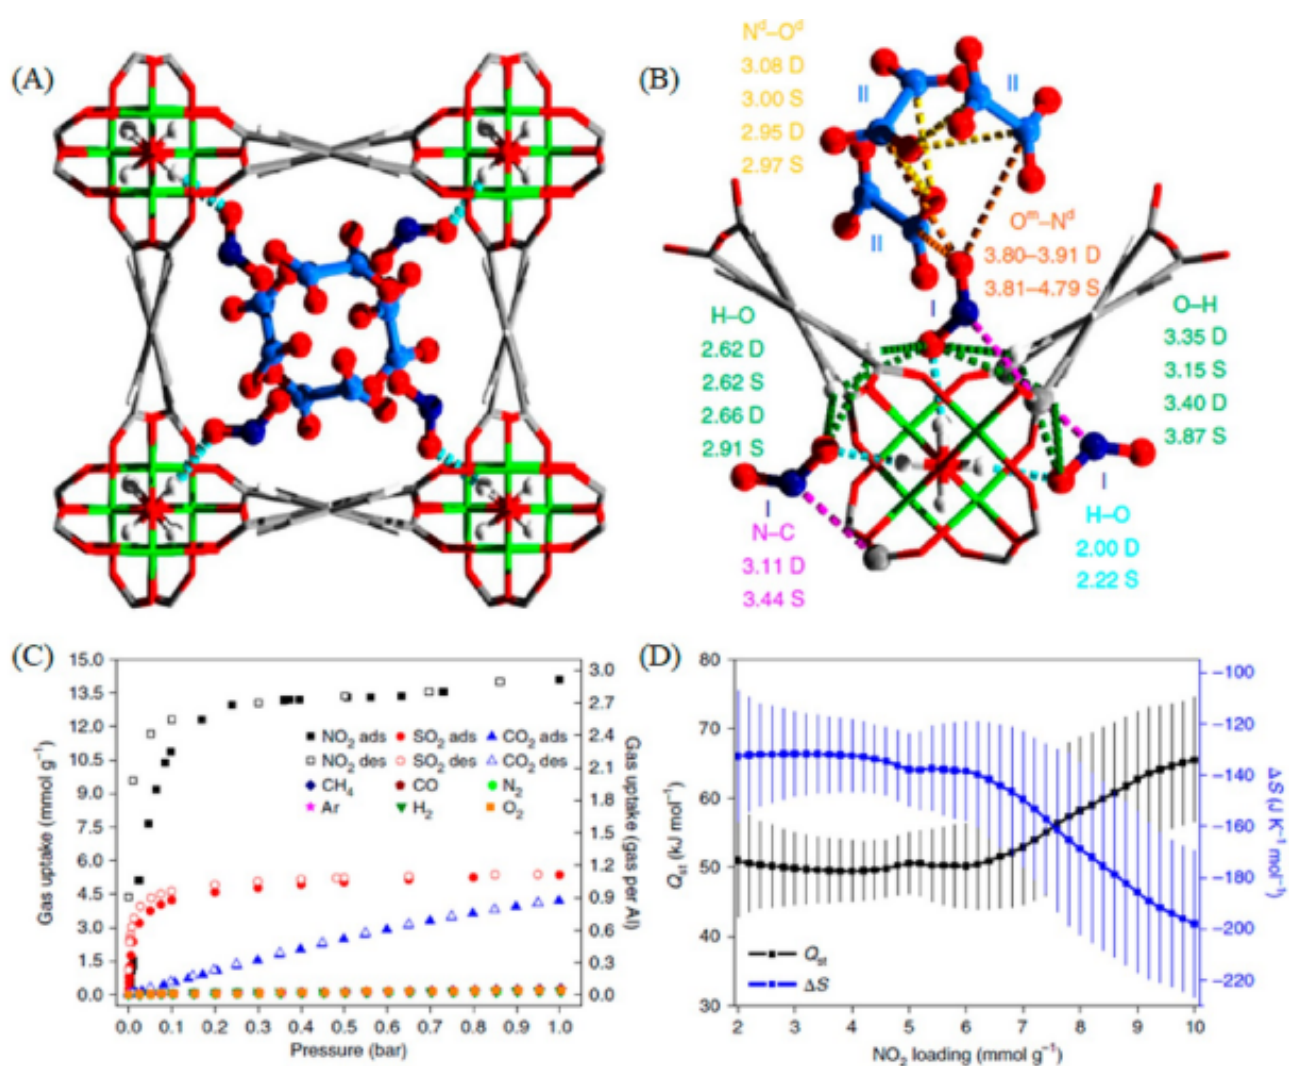 (A)
(B)
Nᵈ–Oᵈ
3.08 D
3.00 S
2.95 D
2.97 S
II
II
II
Oᵐ–Nᵈ
3.80–3.91 D
3.81–4.79 S
I
H–O
2.62 D
2.62 S
2.66 D
2.91 S
O–H
3.35 D
3.15 S
3.40 D
3.87 S
I
N–C
3.11 D
3.44 S
I
H–O
2.00 D
2.22 S
(C)
15.0
13.5
12.0
10.5
9.0
7.5
6.0
4.5
3.0
1.5
0.0
Gas uptake (mmol g⁻¹)
3.0
2.7
2.4
2.1
1.8
1.5
1.2
0.9
0.6
0.3
0.0
Gas uptake (gas per Al)
NO₂ ads SO₂ ads CO₂ ads
NO₂ des SO₂ des CO₂ des
CH₄ CO N₂
Ar H₂ O₂
0.0 0.1 0.2 0.3 0.4 0.5 0.6 0.7 0.8 0.9 1.0
Pressure (bar)
(D)
80
70
60
50
40
30
Qst (kJ mol⁻¹)
−100
−120
−140
−160
−180
−200
−220
ΔS (J K⁻¹ mol⁻¹)
Qst
ΔS
2 3 4 5 6 7 8 9 10
NO₂ loading (mmol g⁻¹)